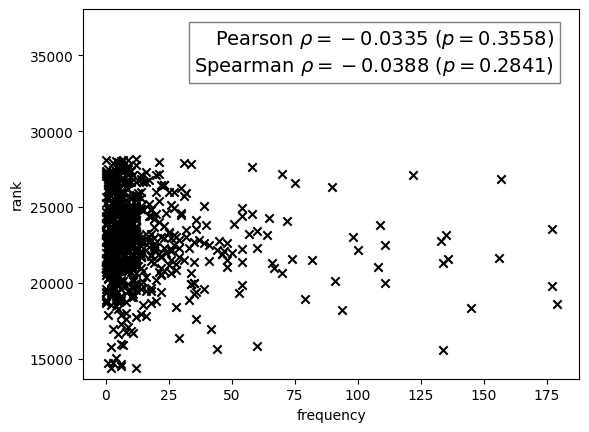 Pearson ρ = −0.0335 (p = 0.3558)
Spearman ρ = −0.0388 (p = 0.2841)
35000
30000
25000
20000
15000
rank
0 25 50 75 100 125 150 175
frequency